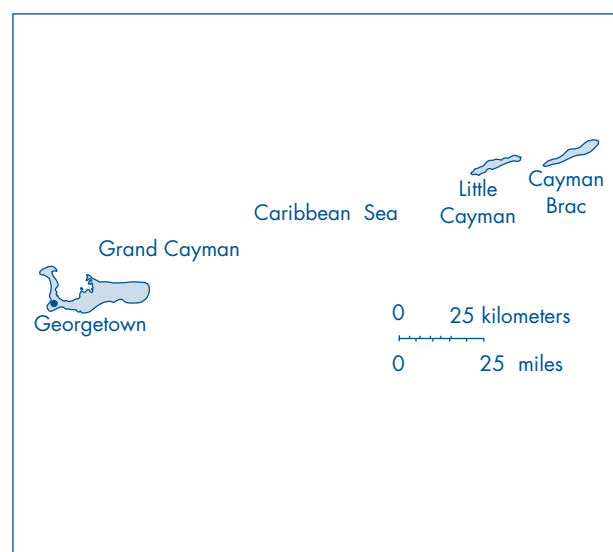 Little
Cayman
Cayman
Brac
Caribbean Sea
Grand Cayman
Georgetown
0 25 kilometers
0 25 miles